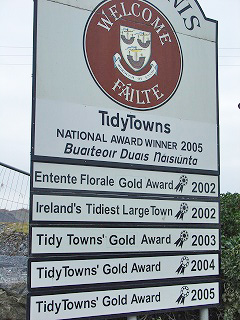 NIS
WELCOME
FÁILTE
TidyTowns
NATIONAL AWARD WINNER 2005
Buaiteoir Duais Náisiúnta
Entente Florale Gold Award 2002
Ireland's Tidiest Large Town 2002
Tidy Towns' Gold Award 2003
TidyTowns' Gold Award 2004
TidyTowns' Gold Award 2005